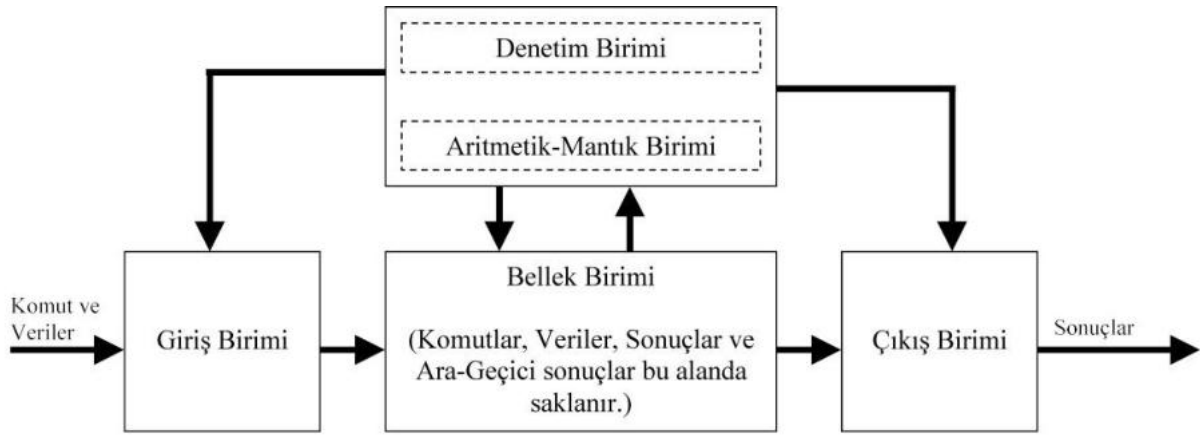 Denetim Birimi
Aritmetik-Mantık Birimi
Komut ve
Veriler
Giriş Birimi
Bellek Birimi
(Komutlar, Veriler, Sonuçlar ve
Ara-Geçici sonuçlar bu alanda
saklanır.)
Çıkış Birimi
Sonuçlar